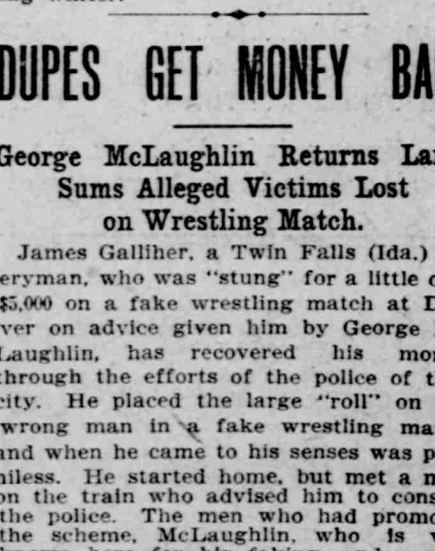 DUPES GET MONEY BA
George McLaughlin Returns Lar
Sums Alleged Victims Lost
on Wrestling Match.
James Galliher, a Twin Falls (Ida.)
eryman, who was "stung" for a little o
$5,000 on a fake wrestling match at D
ver on advice given him by George
Laughlin, has recovered his mon
through the efforts of the police of t
city. He placed the large "roll" on
wrong man in a fake wrestling ma
and when he came to his senses was p
niless. He started home, but met a m
on the train who advised him to cons
the police. The men who had promo
the scheme, McLaughlin, who is